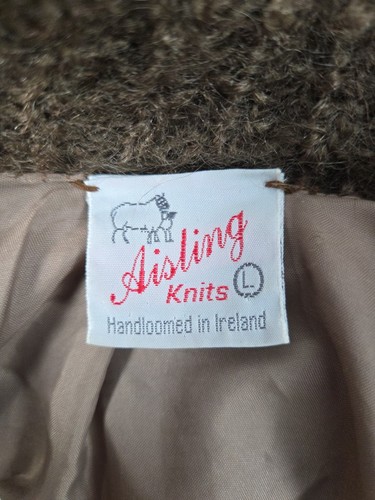 Aisling
Knits L.
Handloomed in Ireland